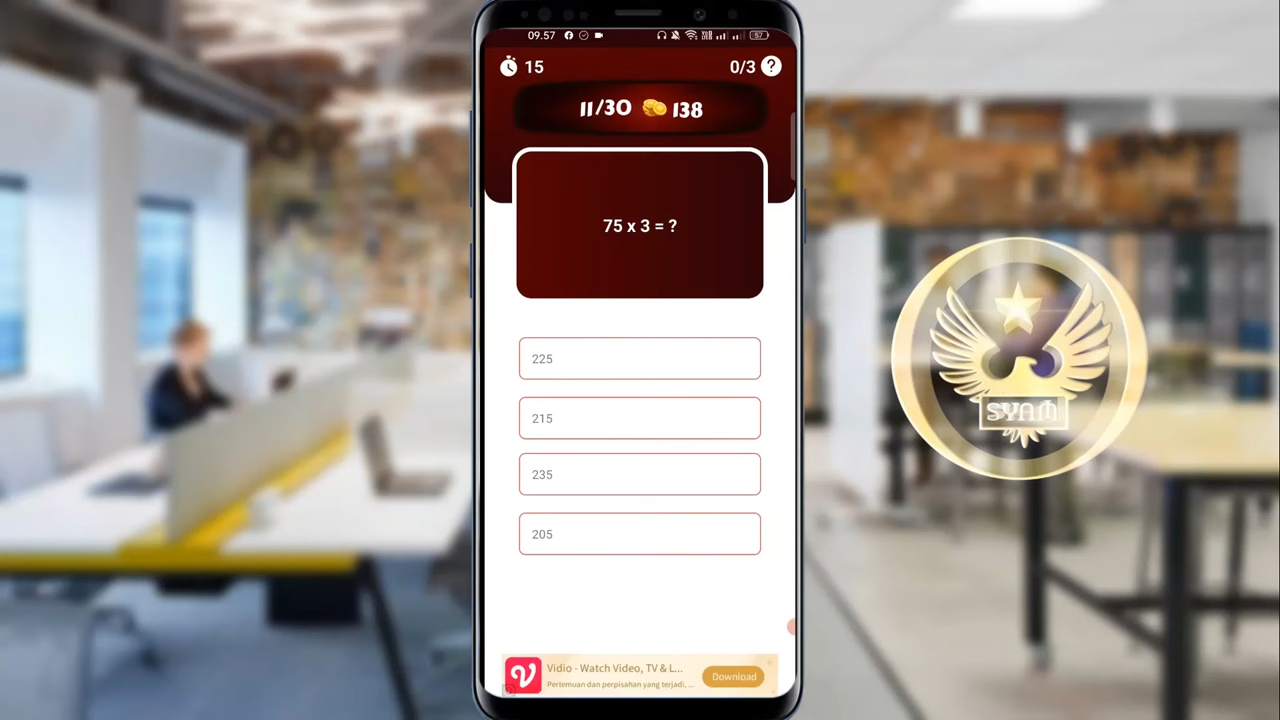 09.57
15
0/3
11/30 138
75 x 3 = ?
225
215
235
205
Vidio - Watch Video, TV & L...
Pertemuan dan perpisahan yang terjadi, ...
Download
SYAM